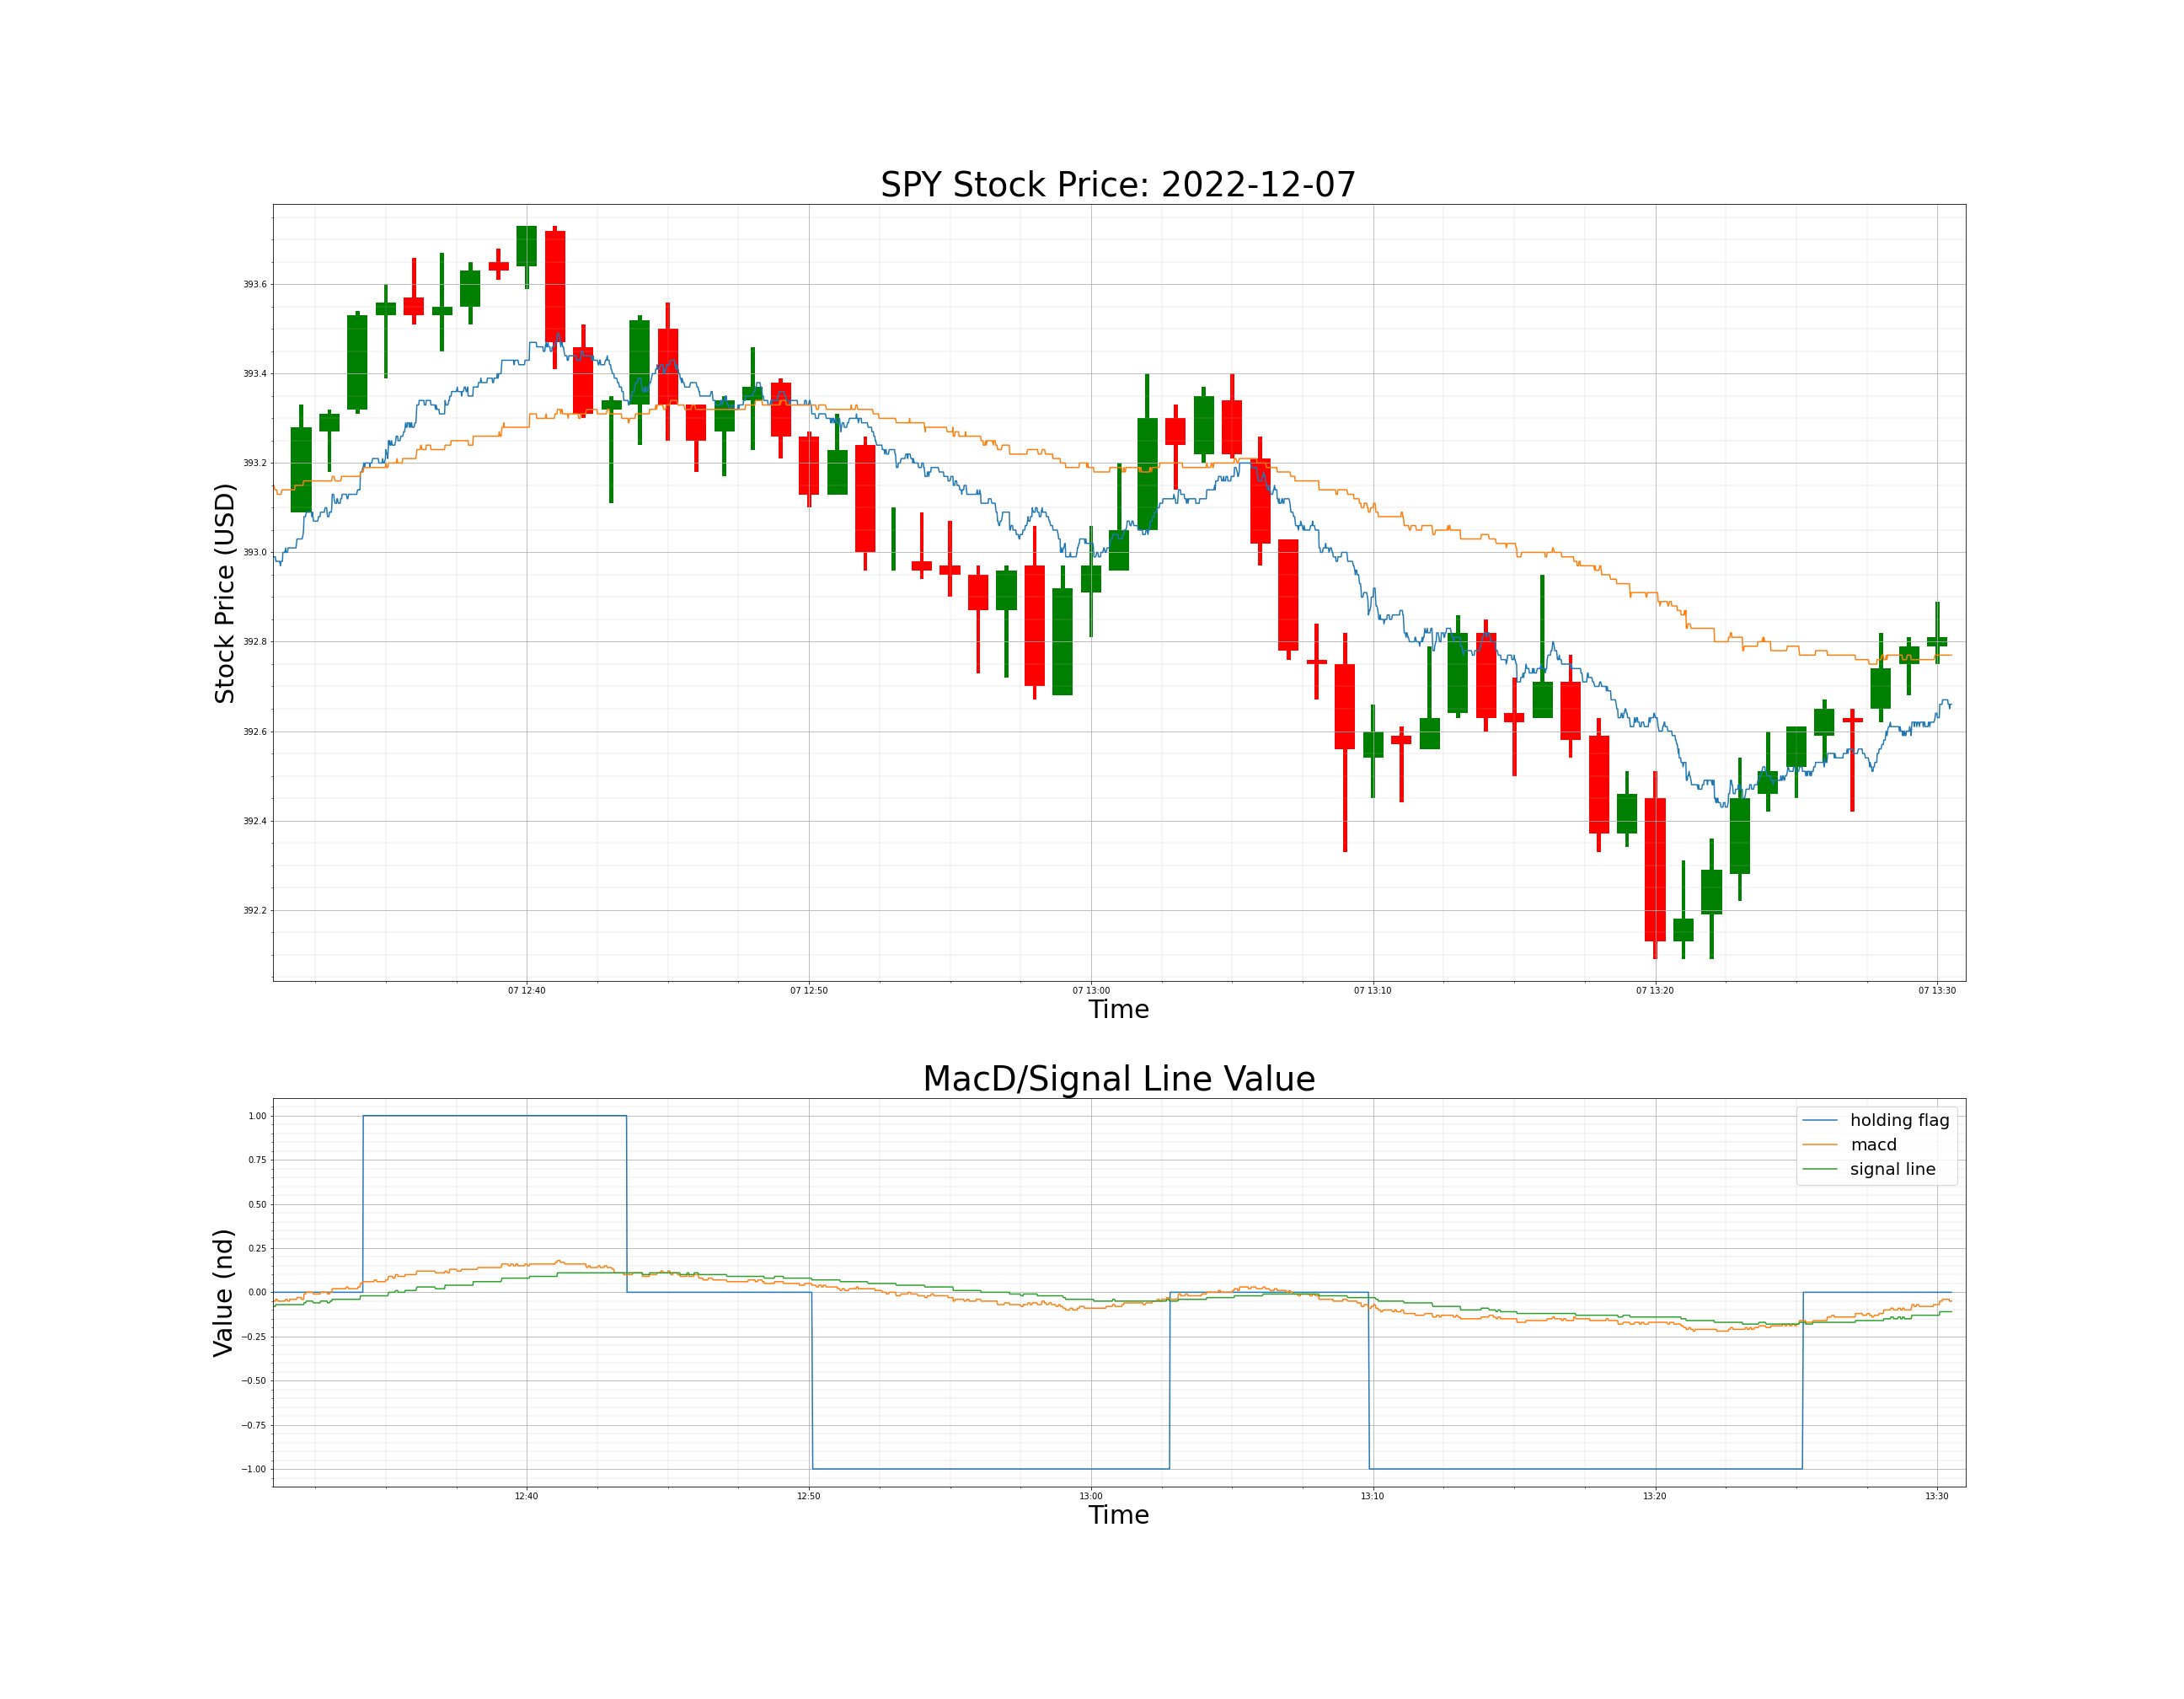 SPY Stock Price: 2022-12-07
Stock Price (USD)
393.6
393.4
393.2
393.0
392.8
392.6
392.4
392.2
07 12:40 07 12:50 07 13:00 07 13:10 07 13:20 07 13:30
Time
MacD/Signal Line Value
Value (nd)
1.00
0.75
0.50
0.25
0.00
−0.25
−0.50
−0.75
−1.00
holding flag
macd
signal line
12:40 12:50 13:00 13:10 13:20 13:30
Time